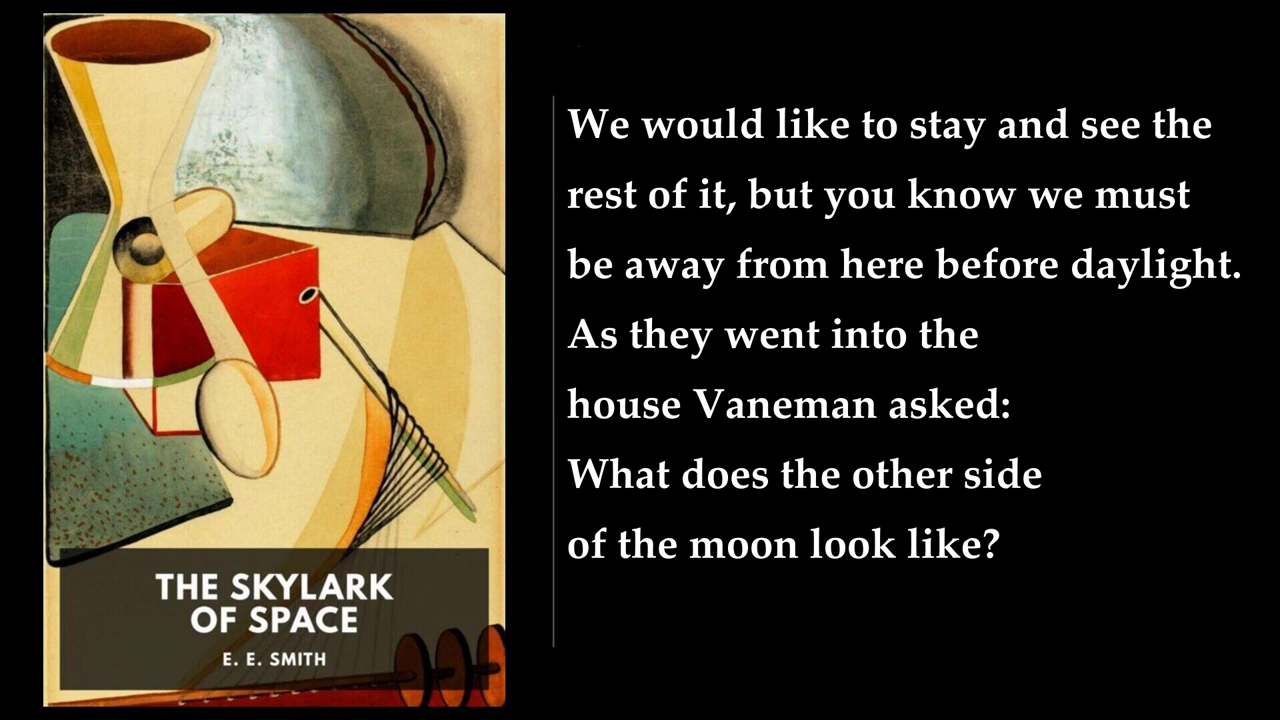 THE SKYLARK
OF SPACE
E. E. SMITH
We would like to stay and see the
rest of it, but you know we must
be away from here before daylight.
As they went into the
house Vaneman asked:
What does the other side
of the moon look like?